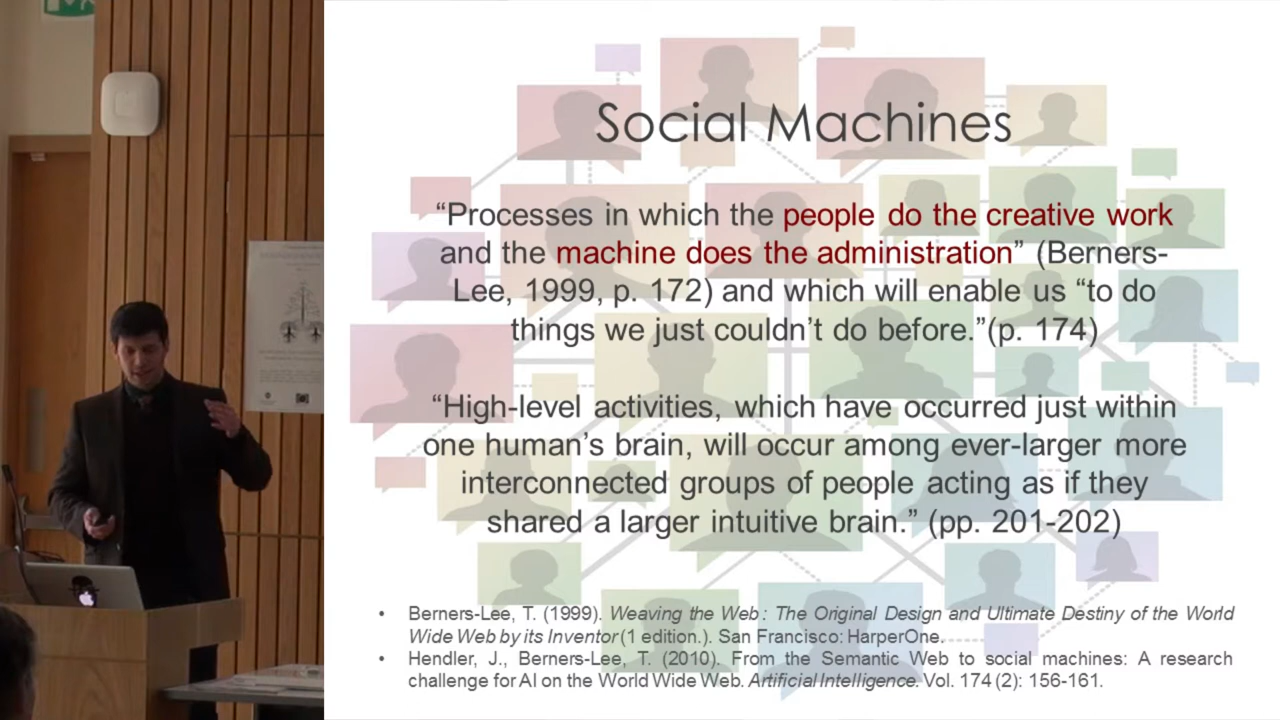 Social Machines
“Processes in which the people do the creative work
and the machine does the administration” (Berners-
Lee, 1999, p. 172) and which will enable us “to do
things we just couldn’t do before.”(p. 174)
“High-level activities, which have occurred just within
one human’s brain, will occur among ever-larger more
interconnected groups of people acting as if they
shared a larger intuitive brain.” (pp. 201-202)
• Berners-Lee, T. (1999). Weaving the Web : The Original Design and Ultimate Destiny of the World
Wide Web by its Inventor (1 edition.). San Francisco: HarperOne.
• Hendler, J., Berners-Lee, T. (2010). From the Semantic Web to social machines: A research
challenge for AI on the World Wide Web. Artificial Intelligence. Vol. 174 (2): 156-161.